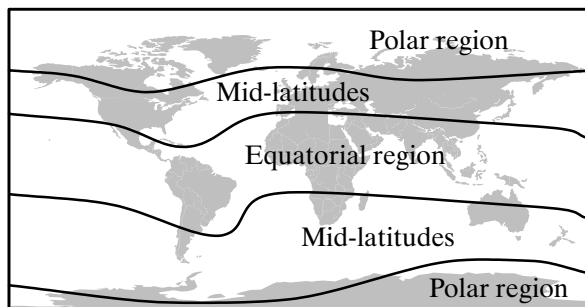 Polar region
Mid-latitudes
Equatorial region
Mid-latitudes
Polar region